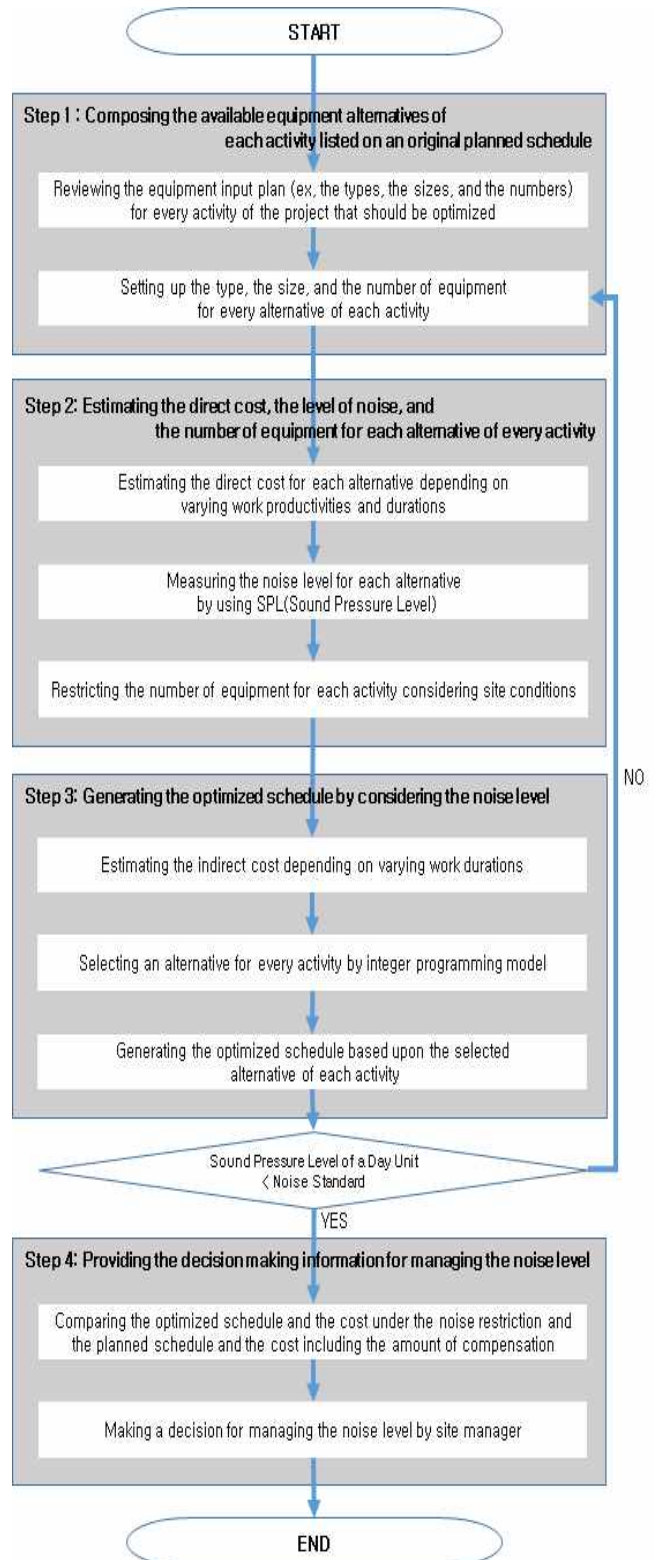 START
Step 1 : Composing the available equipment alternatives of
each activity listed on an original planned schedule
Reviewing the equipment input plan (ex, the types, the sizes, and the numbers)
for every activity of the project that should be optimized
Setting up the type, the size, and the number of equipment
for every alternative of each activity
Step 2: Estimating the direct cost, the level of noise, and
the number of equipment for each alternative of every activity
Estimating the direct cost for each alternative depending on
varying work productivities and durations
Measuring the noise level for each alternative
by using SPL(Sound Pressure Level)
Restricting the number of equipment for each activity considering site conditions
NO
Step 3: Generating the optimized schedule by considering the noise level
Estimating the indirect cost depending on varying work durations
Selecting an alternative for every activity by integer programming model
Generating the optimized schedule based upon the selected
alternative of each activity
Sound Pressure Level of a Day Unit
< Noise Standard
YES
Step 4: Providing the decision making information for managing the noise level
Comparing the optimized schedule and the cost under the noise restriction and
the planned schedule and the cost including the amount of compensation
Making a decision for managing the noise level by site manager
END